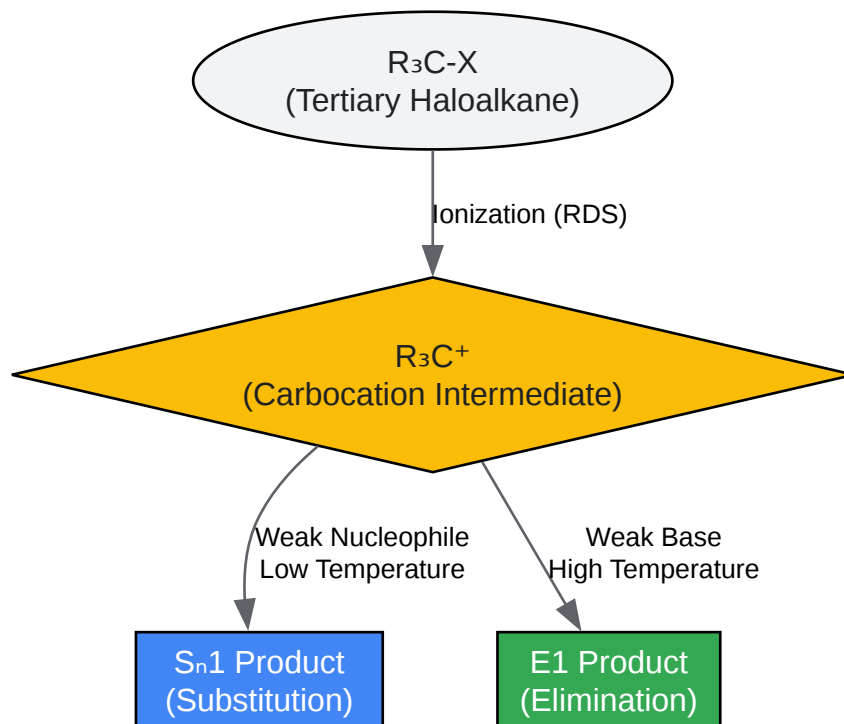 R₃C-X
(Tertiary Haloalkane)
Ionization (RDS)
R₃C⁺
(Carbocation Intermediate)
Weak Nucleophile
Low Temperature
Weak Base
High Temperature
Sₙ1 Product
(Substitution)
E1 Product
(Elimination)